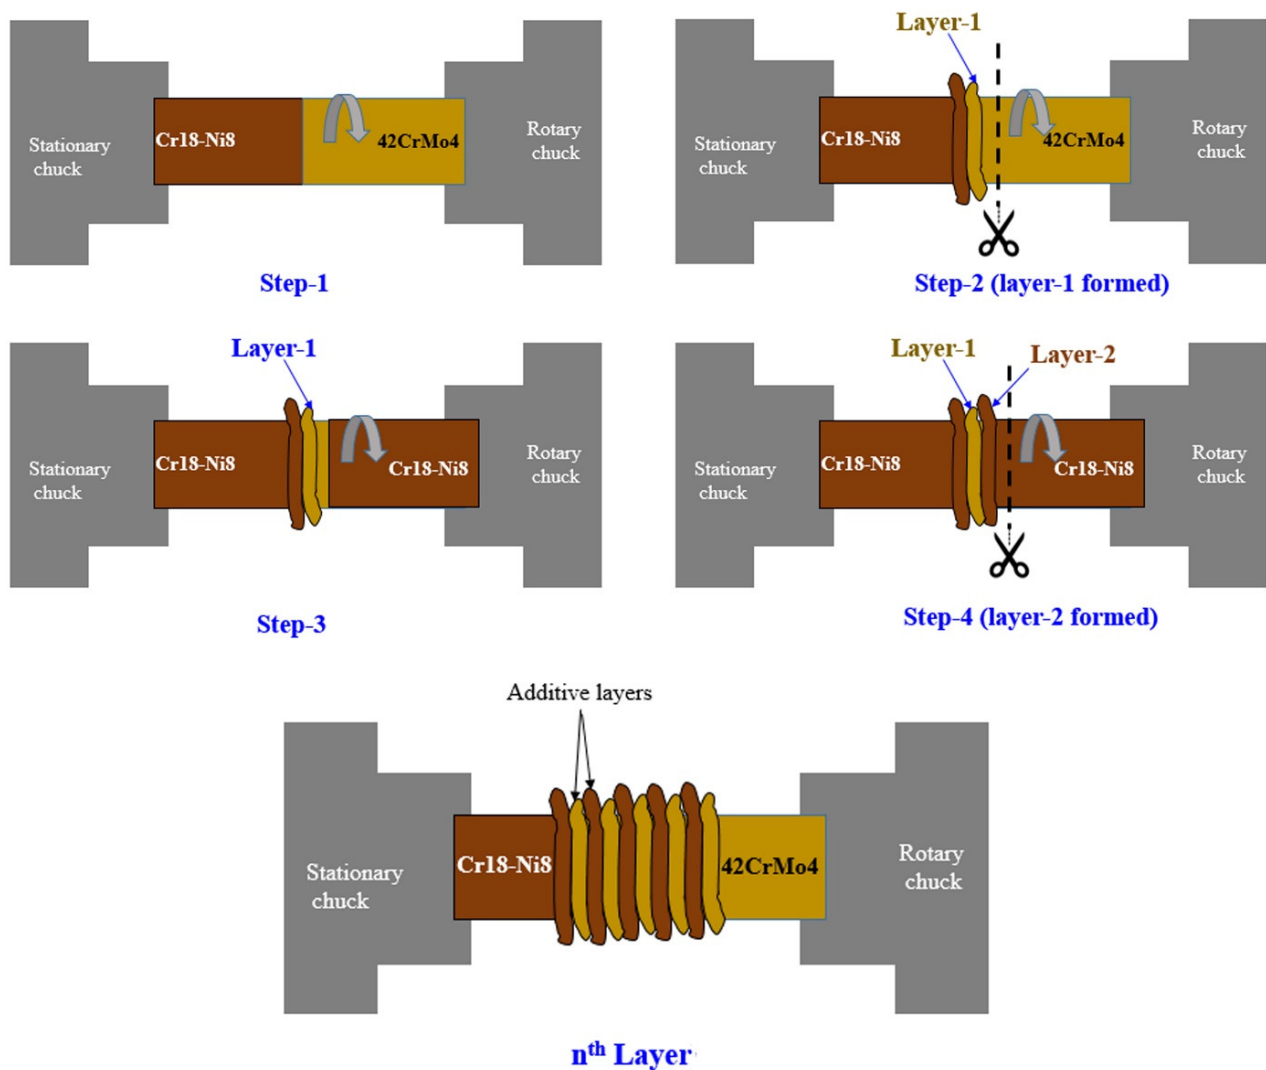 Stationary
chuck
Cr18-Ni8
42CrMo4
Rotary
chuck
Step-1
Layer-1
Stationary
chuck
Cr18-Ni8
42CrMo4
Rotary
chuck
Step-2 (layer-1 formed)
Layer-1
Stationary
chuck
Cr18-Ni8
Cr18-Ni8
Rotary
chuck
Step-3
Layer-1
Layer-2
Stationary
chuck
Cr18-Ni8
Cr18-Ni8
Rotary
chuck
Step-4 (layer-2 formed)
Additive layers
Stationary
chuck
Cr18-Ni8
42CrMo4
Rotary
chuck
nth Layer